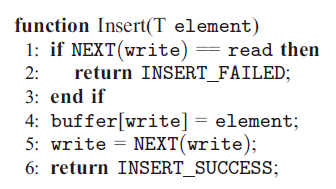 function Insert(T element)
1: if NEXT(write) == read then
2: return INSERT_FAILED;
3: end if
4: buffer[write] = element;
5: write = NEXT(write);
6: return INSERT_SUCCESS;